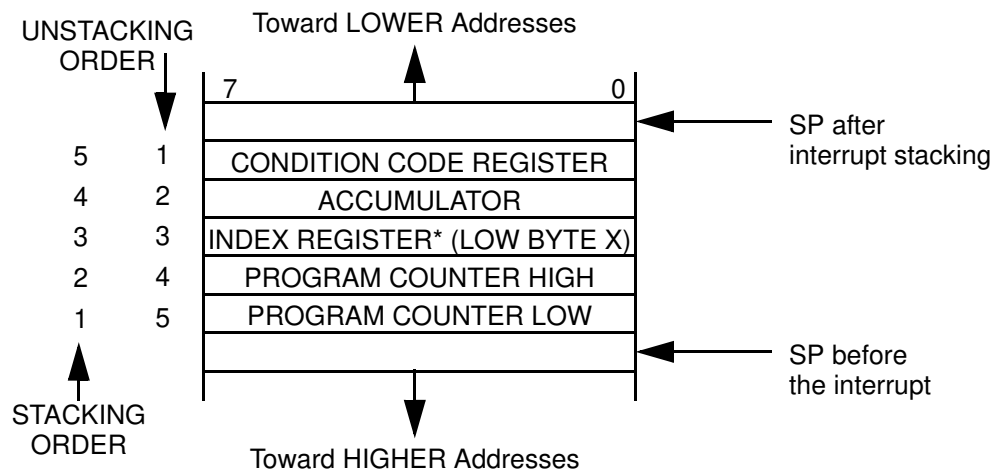 UNSTACKING
ORDER
Toward LOWER Addresses
7 0
SP after
interrupt stacking
5 1 CONDITION CODE REGISTER
4 2 ACCUMULATOR
3 3 INDEX REGISTER* (LOW BYTE X)
2 4 PROGRAM COUNTER HIGH
1 5 PROGRAM COUNTER LOW
SP before
the interrupt
STACKING
ORDER
Toward HIGHER Addresses